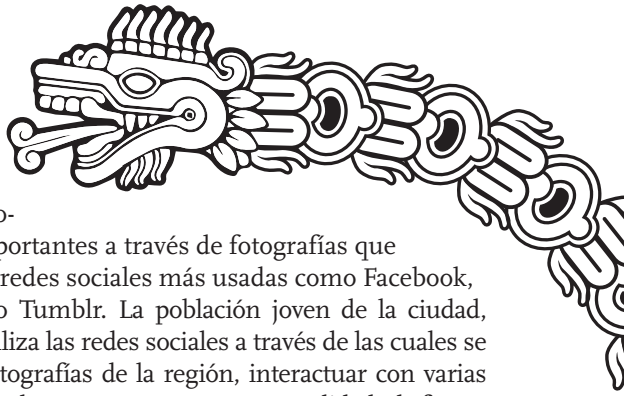 o-
portantes a través de fotografías que
redes sociales más usadas como Facebook,
o Tumblr. La población joven de la ciudad,
liza las redes sociales a través de las cuales se
tografías de la región, interactuar con varias